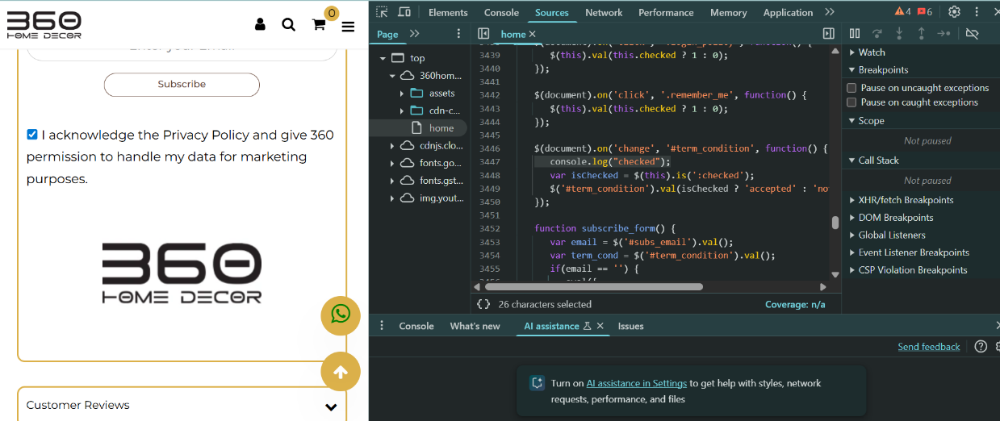 360
HOME DECOR
0
Enter your Email
Subscribe
I acknowledge the Privacy Policy and give 360
permission to handle my data for marketing
purposes.
360
HOME DECOR
Customer Reviews
Elements Console Sources Network Performance Memory Application 4 6
Page home ×
top
360hom...
assets
cdn-c...
home
cdnjs.clo...
fonts.go...
fonts.gst...
img.yout...
3439 $(this).val(this.checked ? 1 : 0);
3440 });
3441
3442 $(document).on('click', '.remember_me', function() {
3443 $(this).val(this.checked ? 1 : 0);
3444 });
3445
3446 $(document).on('change', '#term_condition', function() {
3447 console.log("checked");
3448 var isChecked = $(this).is(':checked');
3449 $('#term_condition').val(isChecked ? 'accepted' : 'no
3450 });
3451
3452 function subscribe_form() {
3453 var email = $('#subs_email').val();
3454 var term_cond = $('#term_condition').val();
3455 if(email == '') {
{} 26 characters selected Coverage: n/a
Watch
Breakpoints
Pause on uncaught exceptions
Pause on caught exceptions
Scope
Not paused
Call Stack
Not paused
XHR/fetch Breakpoints
DOM Breakpoints
Global Listeners
Event Listener Breakpoints
CSP Violation Breakpoints
Console What's new AI assistance × Issues
Send feedback
Turn on AI assistance in Settings to get help with styles, network
requests, performance, and files